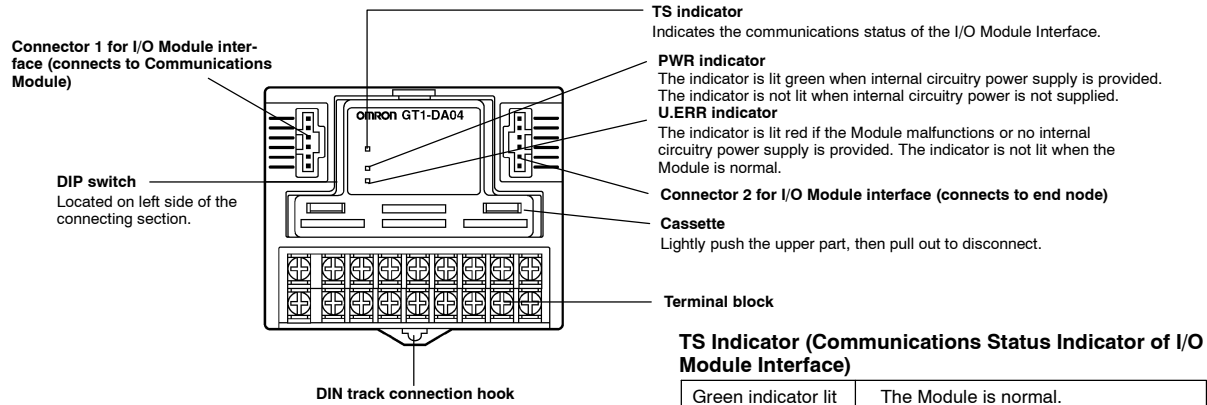 TS indicator
Indicates the communications status of the I/O Module Interface.
Connector 1 for I/O Module inter-
face (connects to Communications
Module)
PWR indicator
The indicator is lit green when internal circuitry power supply is provided.
The indicator is not lit when internal circuitry power is not supplied.
U.ERR indicator
The indicator is lit red if the Module malfunctions or no internal
circuitry power supply is provided. The indicator is not lit when the
Module is normal.
OMRON GT1-DA04
DIP switch
Located on left side of the
connecting section.
Connector 2 for I/O Module interface (connects to end node)
Cassette
Lightly push the upper part, then pull out to disconnect.
Terminal block
DIN track connection hook
TS Indicator (Communications Status Indicator of I/O
Module Interface)
Green indicator lit The Module is normal.